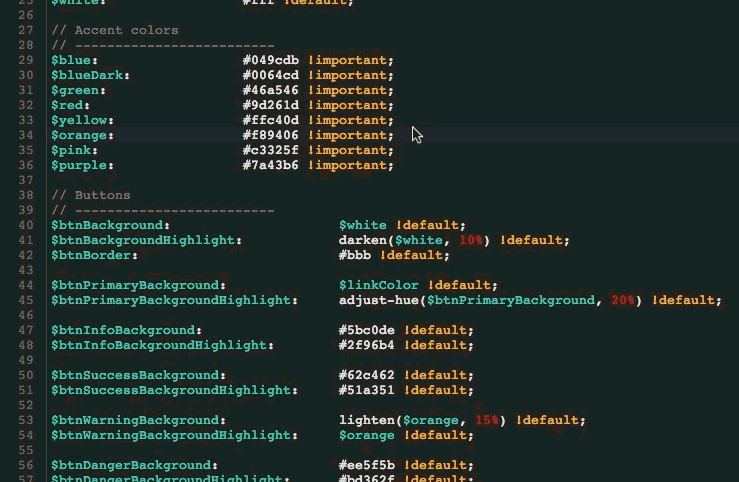 25 $white: #fff !default;
26
27 // Accent colors
28 // -------------------------
29 $blue: #049cdb !important;
30 $blueDark: #0064cd !important;
31 $green: #46a546 !important;
32 $red: #9d261d !important;
33 $yellow: #ffc40d !important;
34 $orange: #f89406 !important;
35 $pink: #c3325f !important;
36 $purple: #7a43b6 !important;
37
38 // Buttons
39 // -------------------------
40 $btnBackground: $white !default;
41 $btnBackgroundHighlight: darken($white, 10%) !default;
42 $btnBorder: #bbb !default;
43
44 $btnPrimaryBackground: $linkColor !default;
45 $btnPrimaryBackgroundHighlight: adjust-hue($btnPrimaryBackground, 20%) !default;
46
47 $btnInfoBackground: #5bc0de !default;
48 $btnInfoBackgroundHighlight: #2f96b4 !default;
49
50 $btnSuccessBackground: #62c462 !default;
51 $btnSuccessBackgroundHighlight: #51a351 !default;
52
53 $btnWarningBackground: lighten($orange, 15%) !default;
54 $btnWarningBackgroundHighlight: $orange !default;
55
56 $btnDangerBackground: #ee5f5b !default;
57 $btnDangerBackgroundHighlight: #bd362f !default;